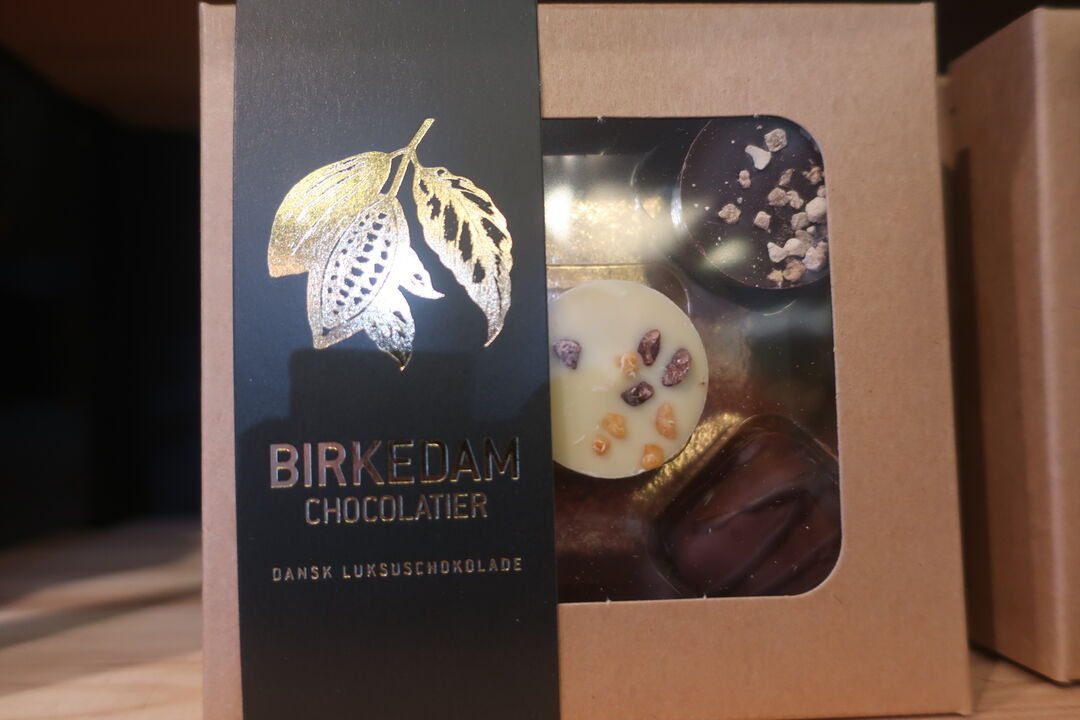 BIRKEDAM
CHOCOLATIER
DANSK LUKSUSCHOKOLADE